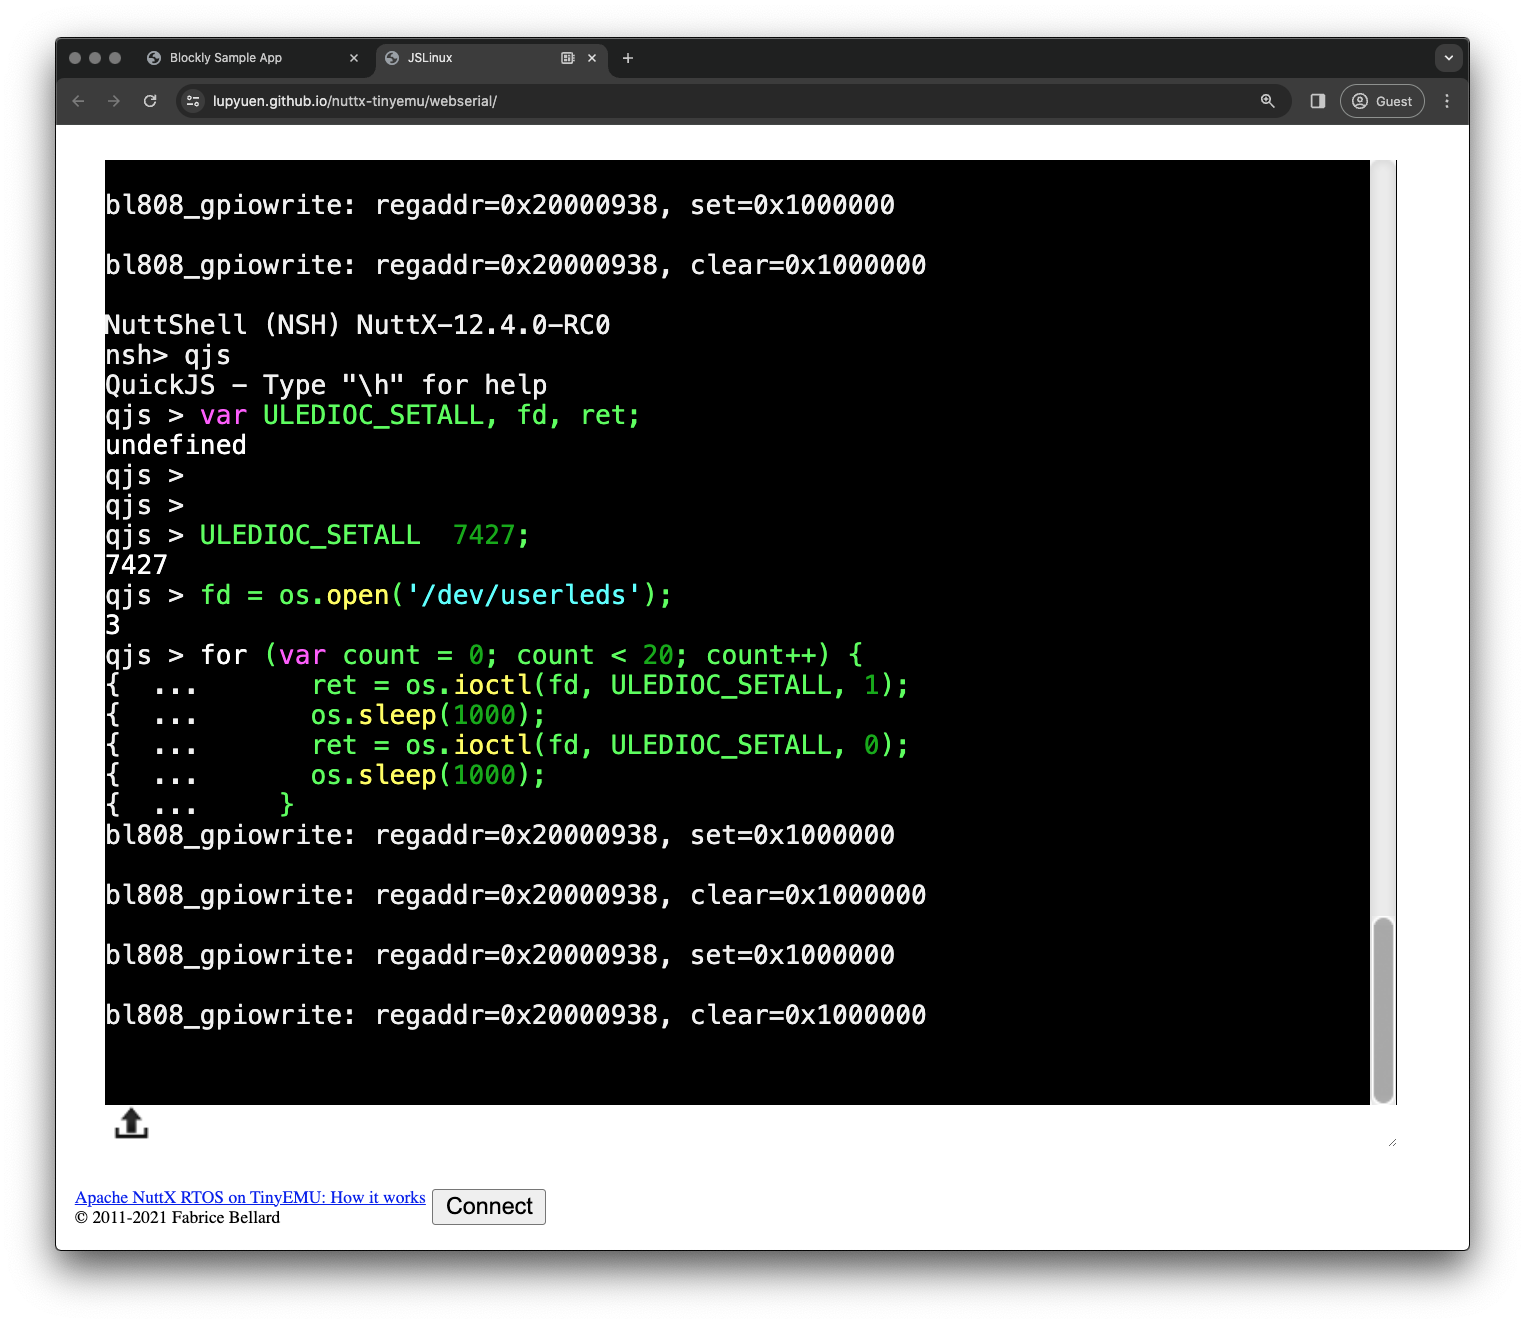 Blockly Sample App
JSLinux
lupyuen.github.io/nuttx-tinyemu/webserial/
Guest
bl808_gpiowrite: regaddr=0x20000938, set=0x1000000
bl808_gpiowrite: regaddr=0x20000938, clear=0x1000000
NuttShell (NSH) NuttX-12.4.0-RC0
nsh> qjs
QuickJS - Type "\h" for help
qjs > var ULEDIOC_SETALL, fd, ret;
undefined
qjs >
qjs >
qjs > ULEDIOC_SETALL  7427;
7427
qjs > fd = os.open('/dev/userleds');
3
qjs > for (var count = 0; count < 20; count++) {
{  ...       ret = os.ioctl(fd, ULEDIOC_SETALL, 1);
{  ...       os.sleep(1000);
{  ...       ret = os.ioctl(fd, ULEDIOC_SETALL, 0);
{  ...       os.sleep(1000);
{  ...     }
bl808_gpiowrite: regaddr=0x20000938, set=0x1000000
bl808_gpiowrite: regaddr=0x20000938, clear=0x1000000
bl808_gpiowrite: regaddr=0x20000938, set=0x1000000
bl808_gpiowrite: regaddr=0x20000938, clear=0x1000000
Apache NuttX RTOS on TinyEMU: How it works
Connect
© 2011-2021 Fabrice Bellard